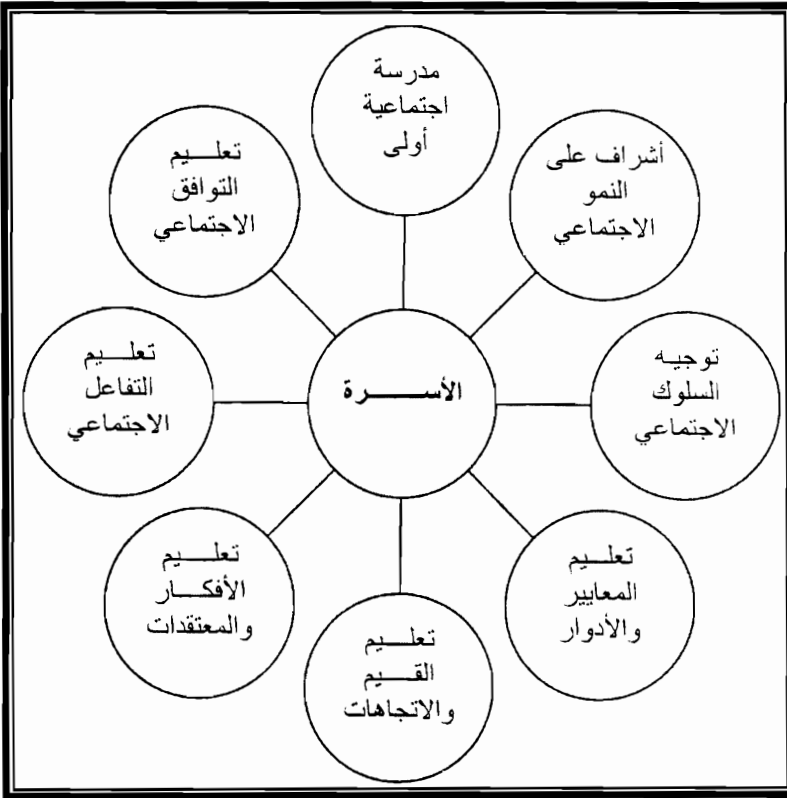 مدرسة
اجتماعية
أولى
أشراف على
النمو
الاجتماعي
توجيه
السلوك
الاجتماعي
تعليم
المعايير
والأدوار
تعليم
القيم
والاتجاهات
تعليم
الأفكار
والمعتقدات
تعليم
التفاعل
الاجتماعي
تعليم
التوافق
الاجتماعي
الأسرة